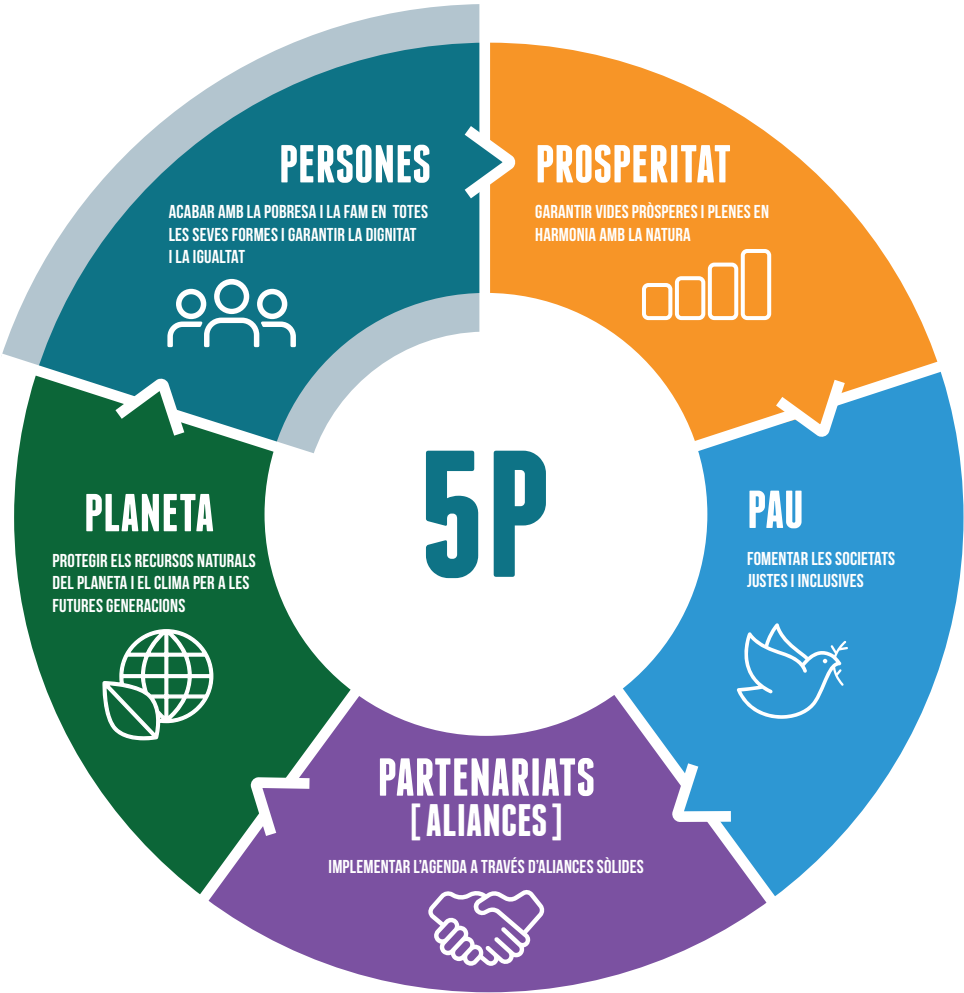 PERSONES
ACABAR AMB LA POBRESA I LA FAM EN TOTES
LES SEVES FORMES I GARANTIR LA DIGNITAT
I LA IGUALTAT
PROSPERITAT
GARANTIR VIDES PRÒSPERES I PLENES EN
HARMONIA AMB LA NATURA
5P
PAU
FOMENTAR LES SOCIETATS
JUSTES I INCLUSIVES
PARTENARIATS
[ALIANCES]
IMPLEMENTAR L'AGENDA A TRAVÉS D'ALIANCES SÒLIDES
PLANETA
PROTEGIR ELS RECURSOS NATURALS
DEL PLANETA I EL CLIMA PER A LES
FUTURES GENERACIONS